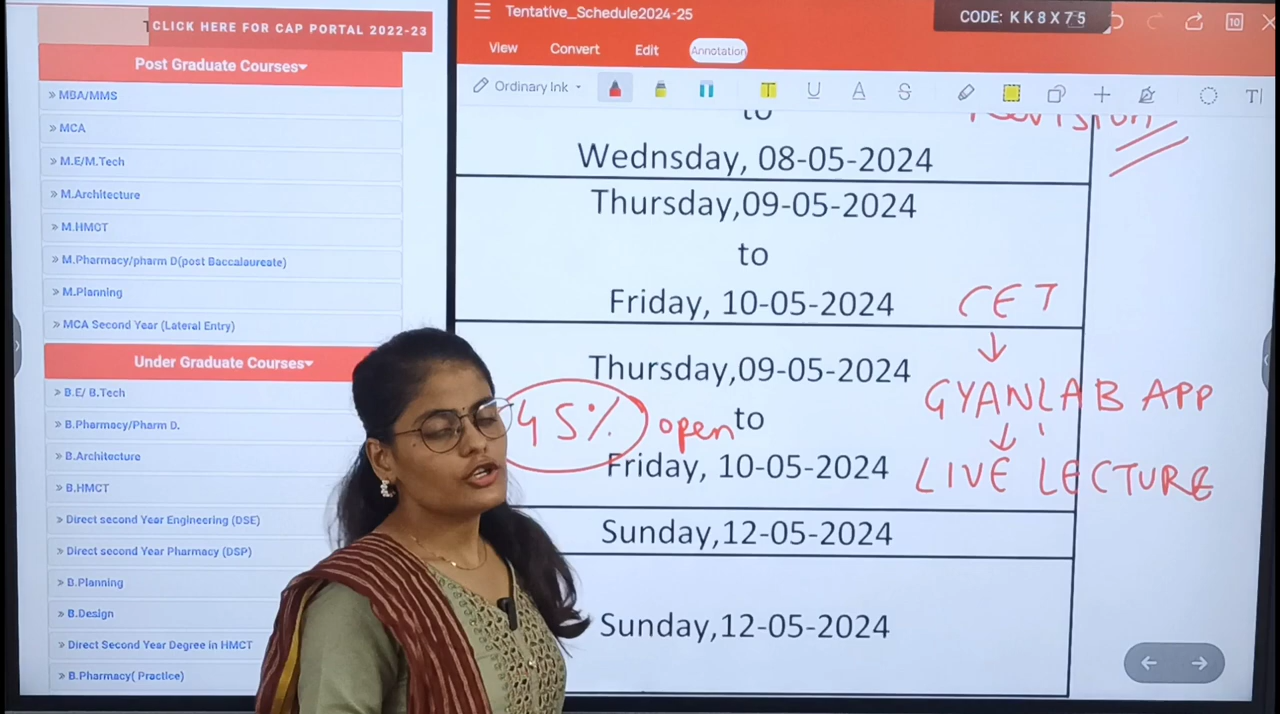 CLICK HERE FOR CAP PORTAL 2022-23
Post Graduate Courses
» MBA/MMS
» MCA
» M.E/M.Tech
» M.Architecture
» M.HMCT
» M.Pharmacy/pharm D(post Baccalaureate)
» M.Planning
» MCA Second Year (Lateral Entry)
Under Graduate Courses
» B.E/ B.Tech
» B.Pharmacy/Pharm D.
» B.Architecture
» B.HMCT
» Direct second Year Engineering (DSE)
» Direct second Year Pharmacy (DSP)
» B.Planning
» B.Design
» Direct Second Year Degree in HMCT
» B.Pharmacy( Practice)
Tentative_Schedule2024-25
CODE: KK8X75
10
View Convert Edit Annotation
Ordinary Ink
to
Revision
Wednsday, 08-05-2024
Thursday,09-05-2024
to
Friday, 10-05-2024
CET
Thursday,09-05-2024
GYANLAB APP
45% open
to
Friday, 10-05-2024
LIVE LECTURE
Sunday,12-05-2024
Sunday,12-05-2024